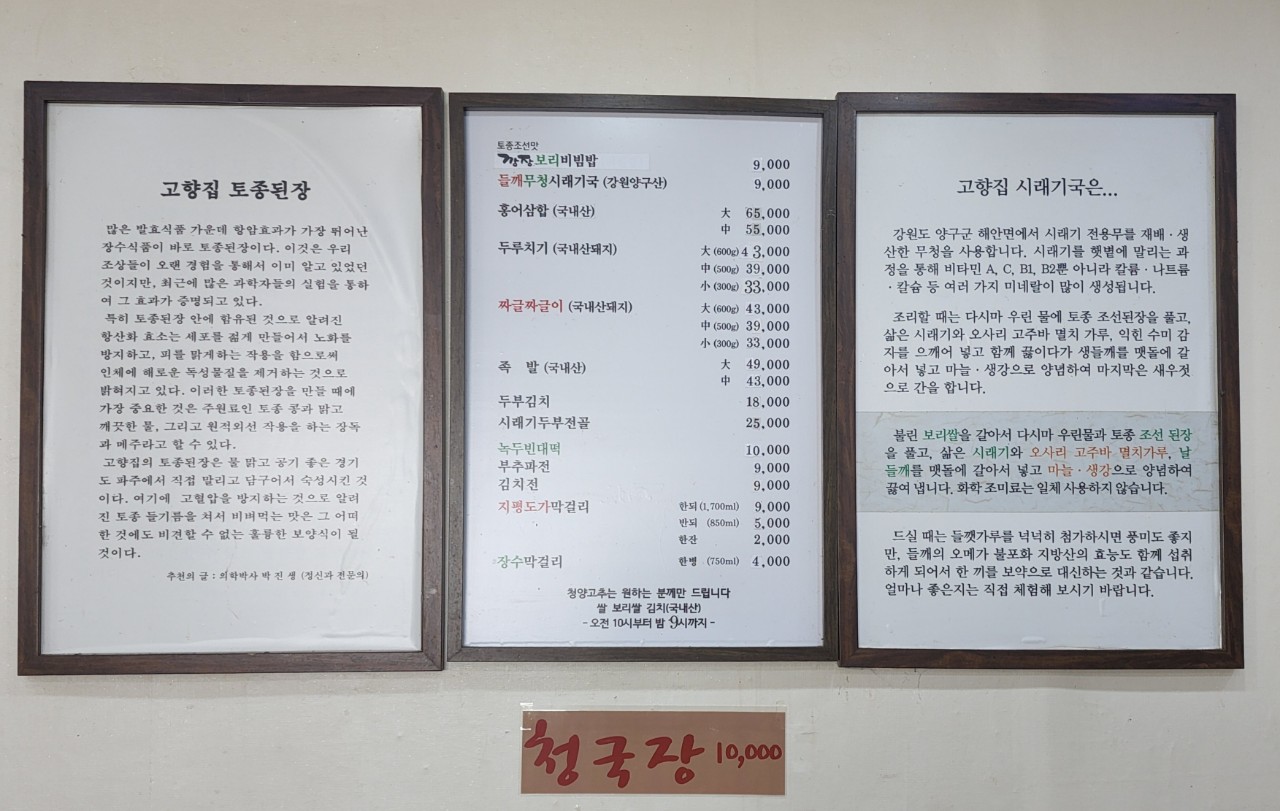 고향집 토종된장
많은 발효식품 가운데 항암효과가 가장 뛰어난
장수식품이 바로 토종된장이다. 이것은 우리
조상들이 오랜 경험을 통해서 이미 알고 있었던
것이지만, 최근에 많은 과학자들의 실험을 통하
여 그 효과가 증명되고 있다.
특히 토종된장 안에 함유된 것으로 알려진
항산화 효소는 세포를 젊게 만들어서 노화를
방지하고, 피를 맑게하는 작용을 함으로써
인체에 해로운 독성물질을 제거하는 것으로
밝혀지고 있다. 이러한 토종된장을 만들 때에
가장 중요한 것은 주원료인 토종 콩과 맑고
깨끗한 물, 그리고 원적외선 작용을 하는 장독
과 메주라고 할 수 있다.
고향집의 토종된장은 물 맑고 공기 좋은 경기
도 파주에서 직접 말리고 담구어서 숙성시킨 것
이다. 여기에 고혈압을 방지하는 것으로 알려
진 토종 들기름을 쳐서 비벼먹는 맛은 그 어떠
한 것에도 비견할 수 없는 훌륭한 보양식이 될
것이다.
추천의 글 : 의학박사 박 진 생 (정신과 전문의)
토종조선맛
깡장보리비빔밥 9,000
들깨무청시래기국 (강원양구산) 9,000
홍어삼합 (국내산) 大 65,000
中 55,000
두루치기 (국내산돼지) 大 (600g) 43,000
中 (500g) 39,000
小 (300g) 33,000
짜글짜글이 (국내산돼지) 大 (600g) 43,000
中 (500g) 39,000
小 (300g) 33,000
족 발 (국내산) 大 49,000
中 43,000
두부김치 18,000
시래기두부전골 25,000
녹두빈대떡 10,000
부추파전 9,000
김치전 9,000
지평도가막걸리 한되 (1,700ml) 9,000
반되 (850ml) 5,000
한잔 2,000
장수막걸리 한병 (750ml) 4,000
청양고추는 원하는 분께만 드립니다
쌀 보리쌀 김치(국내산)
- 오전 10시부터 밤 9시까지 -
고향집 시래기국은...
강원도 양구군 해안면에서 시래기 전용무를 재배 · 생
산한 무청을 사용합니다. 시래기를 햇볕에 말리는 과
정을 통해 비타민 A, C, B1, B2뿐 아니라 칼륨 · 나트륨
· 칼슘 등 여러 가지 미네랄이 많이 생성됩니다.
조리할 때는 다시마 우린 물에 토종 조선된장을 풀고,
삶은 시래기와 오사리 고주바 멸치 가루, 익힌 수미 감
자를 으깨어 넣고 함께 끓이다가 생들깨를 맷돌에 갈
아서 넣고 마늘 · 생강으로 양념하여 마지막은 새우젓
으로 간을 합니다.
불린 보리쌀을 갈아서 다시마 우린물과 토종 조선 된장
을 풀고, 삶은 시래기와 오사리 고주바 멸치가루, 날
들깨를 맷돌에 갈아서 넣고 마늘 · 생강으로 양념하여
끓여 냅니다. 화학 조미료는 일체 사용하지 않습니다.
드실 때는 들깻가루를 넉넉히 첨가하시면 풍미도 좋지
만, 들깨의 오메가 불포화 지방산의 효능도 함께 섭취
하게 되어서 한 끼를 보약으로 대신하는 것과 같습니다.
얼마나 좋은지는 직접 체험해 보시기 바랍니다.
청국장 10,000